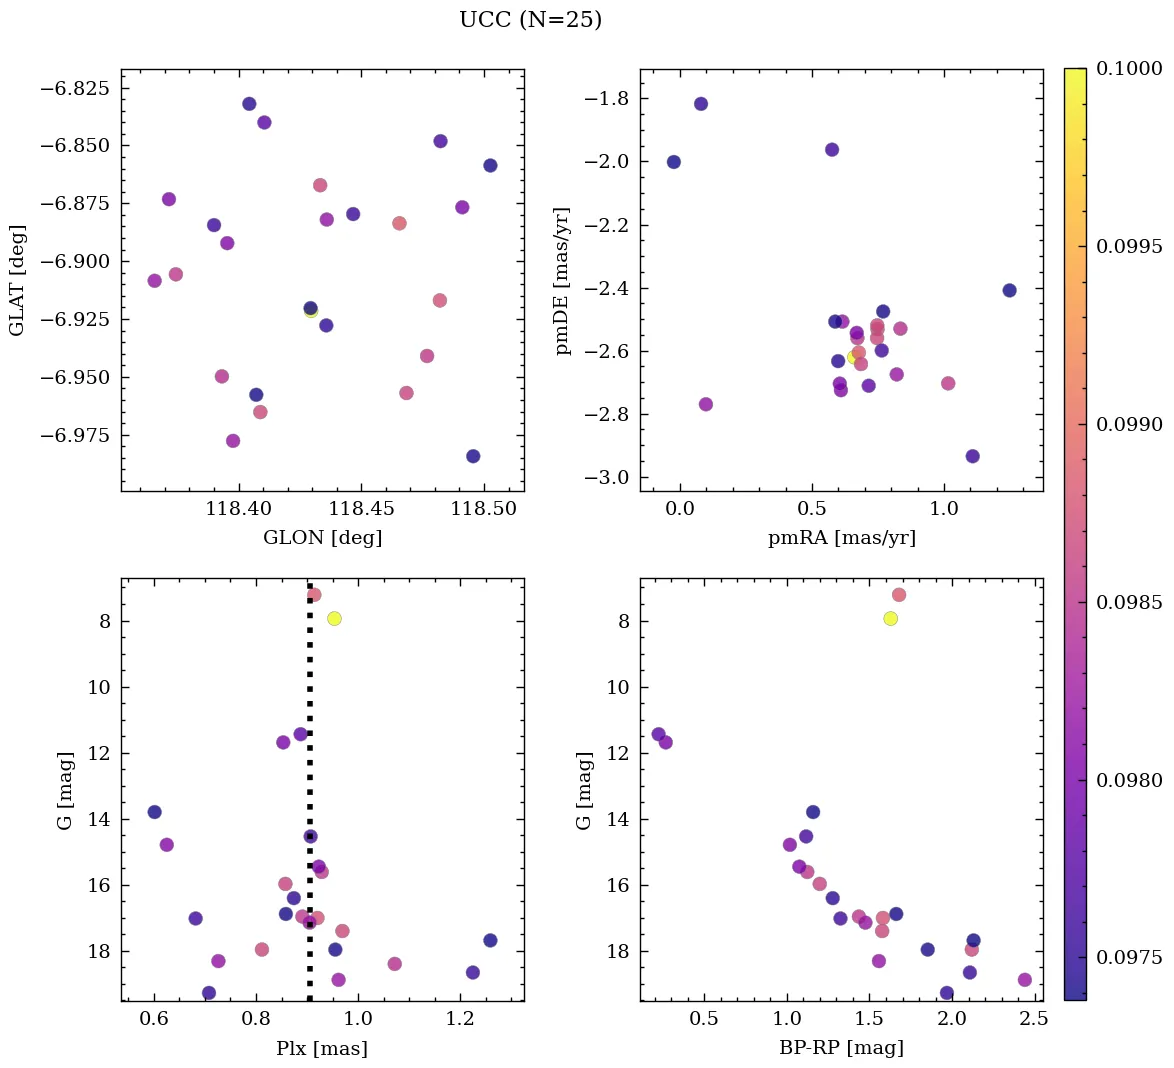 UCC (N=25)
−6.825
−6.850
−6.875
−6.900
−6.925
−6.950
−6.975
GLAT [deg]
118.40 118.45 118.50
GLON [deg]
−1.8
−2.0
−2.2
−2.4
−2.6
−2.8
−3.0
pmDE [mas/yr]
0.0 0.5 1.0
pmRA [mas/yr]
0.1000
0.0995
0.0990
0.0985
0.0980
0.0975
8
10
12
14
16
18
G [mag]
0.6 0.8 1.0 1.2
Plx [mas]
8
10
12
14
16
18
G [mag]
0.5 1.0 1.5 2.0 2.5
BP-RP [mag]